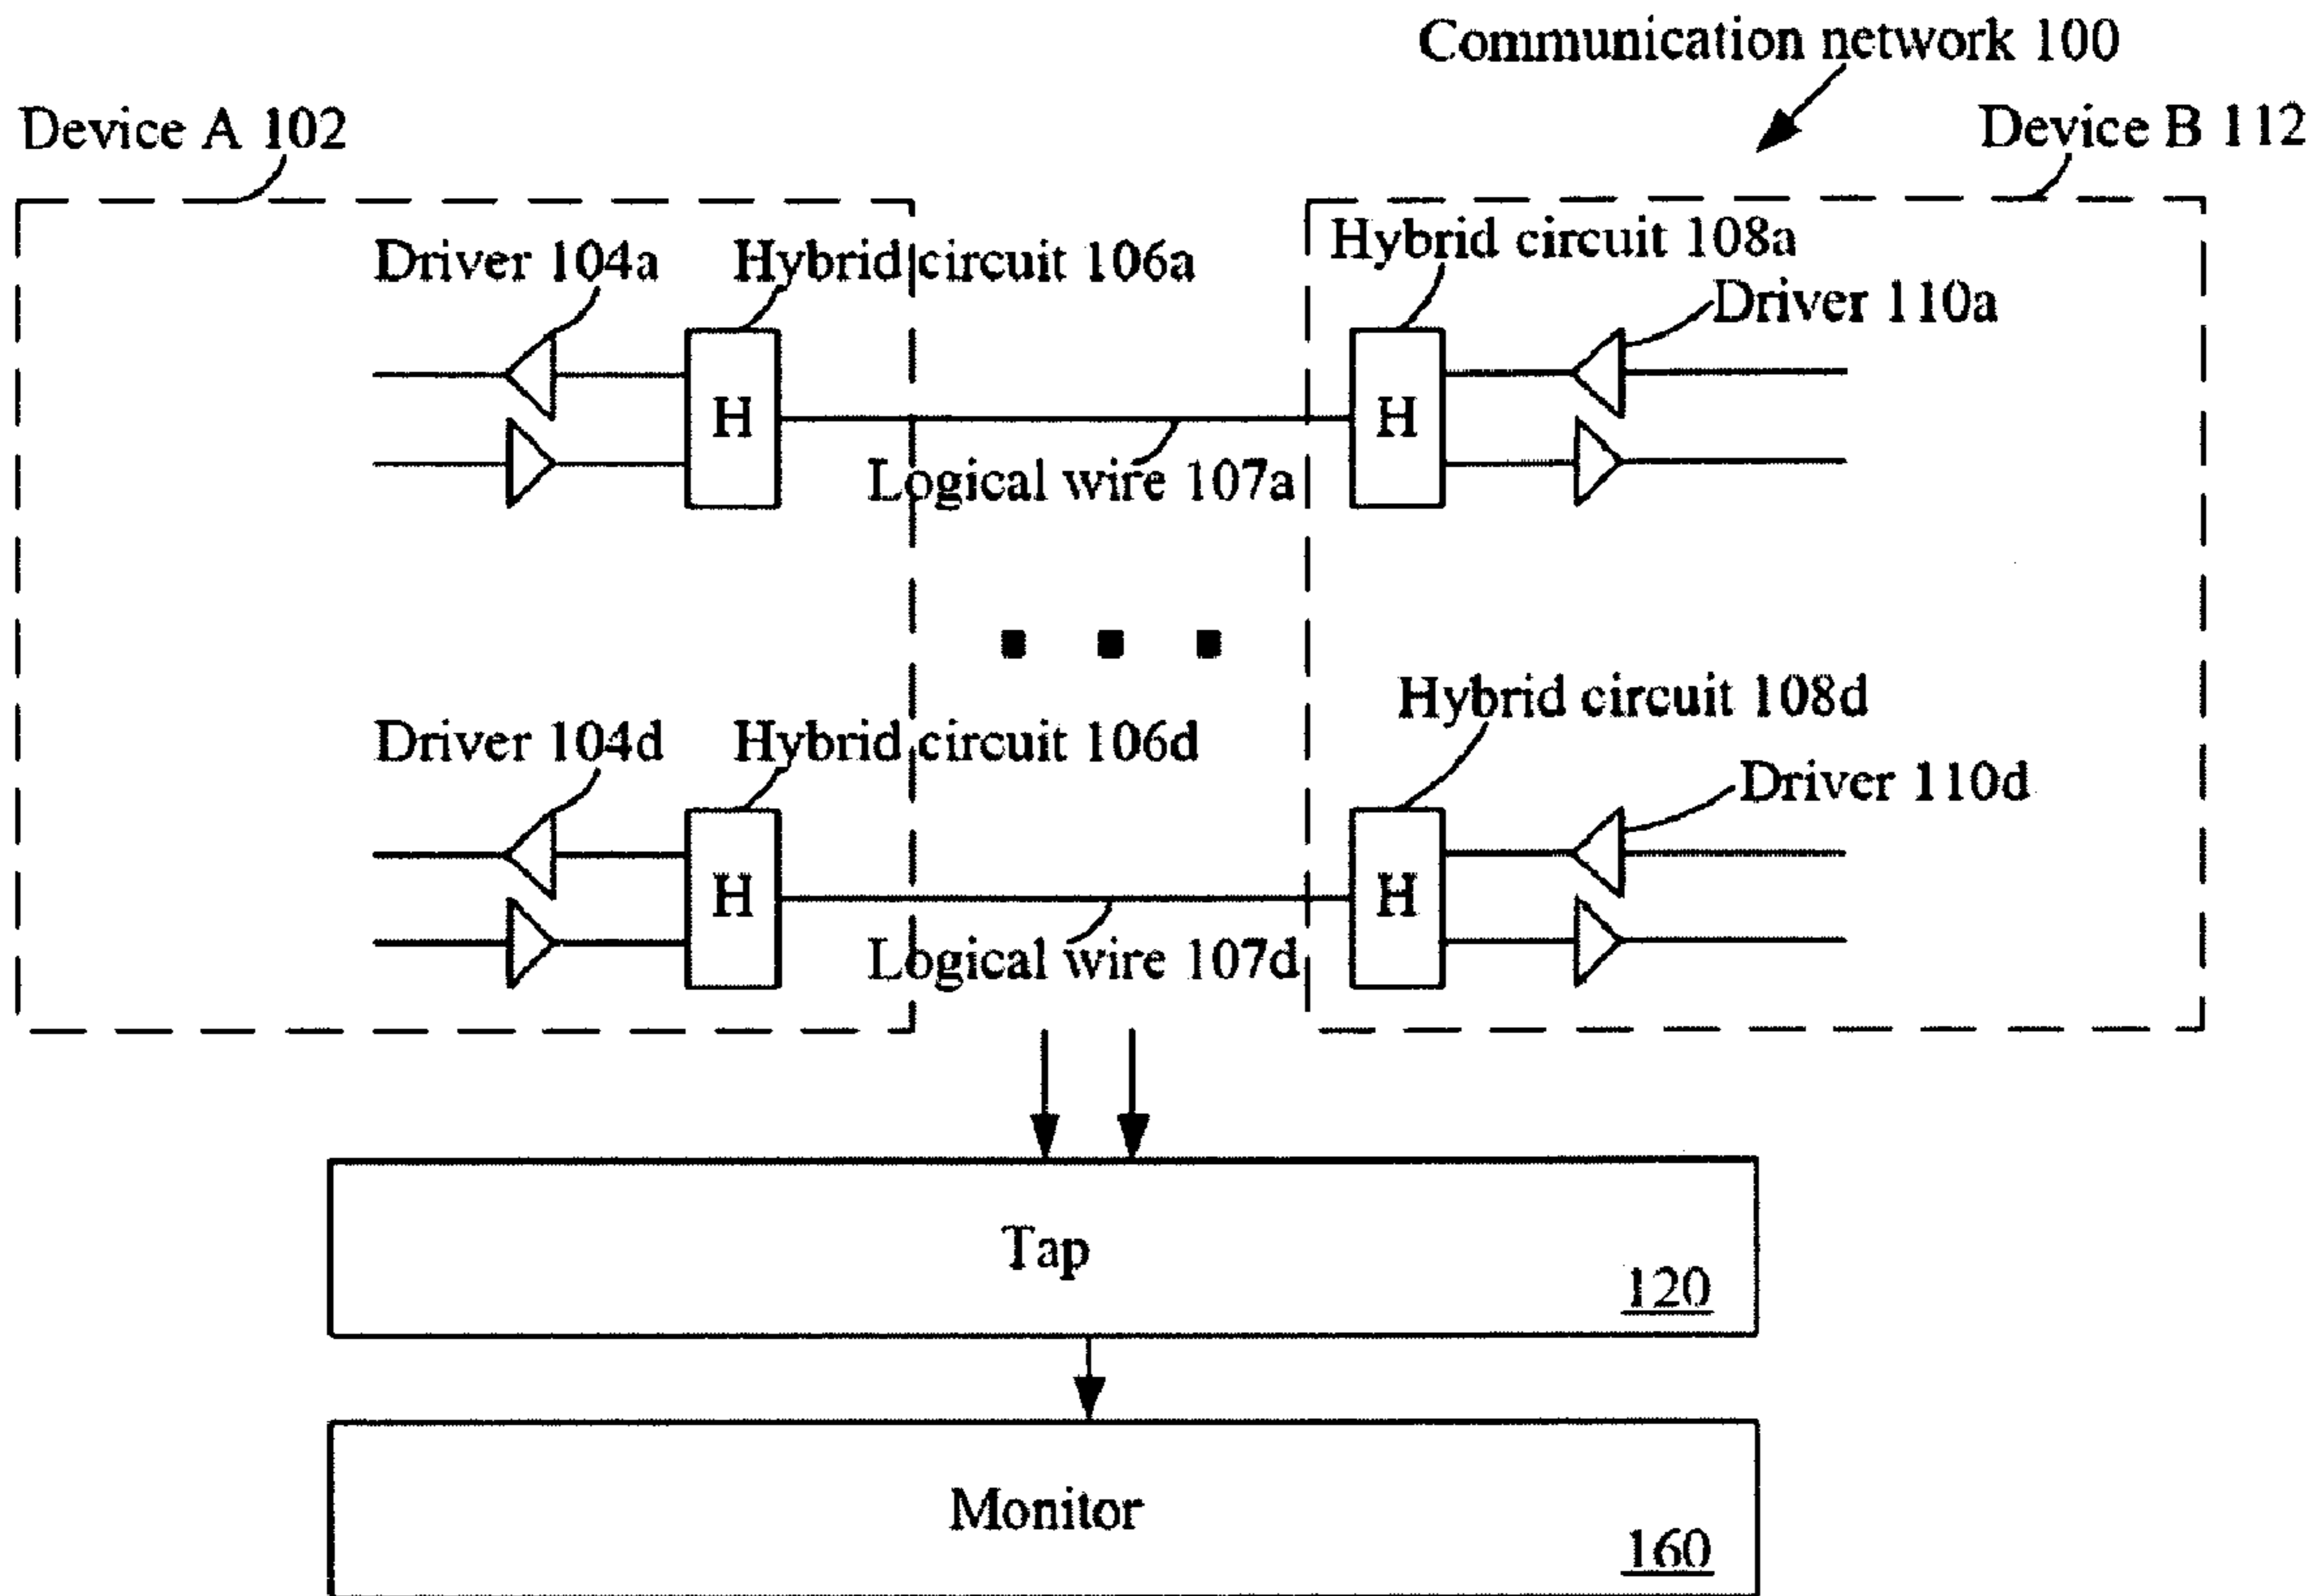 Communication network 100
Device A 102
Device B 112
Driver 104a
Hybrid circuit 106a
Hybrid circuit 108a
Driver 110a
H
H
Logical wire 107a
Hybrid circuit 108d
Driver 104d
Hybrid circuit 106d
Driver 110d
H
H
Logical wire 107d
Tap
120
Monitor
160